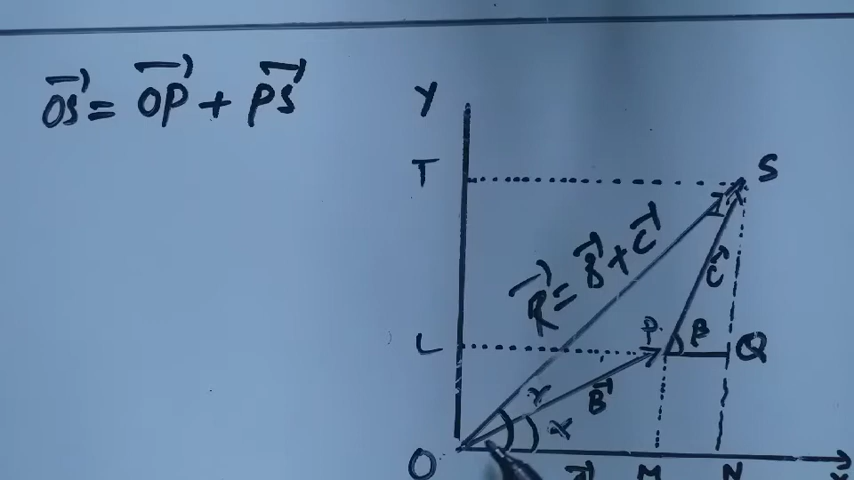 OS⃗ = OP⃗ + PS⃗
Y
T
S
R⃗ = B⃗ + C⃗
C⃗
L
P
β
Q
γ
B⃗
α
O
M
N
X